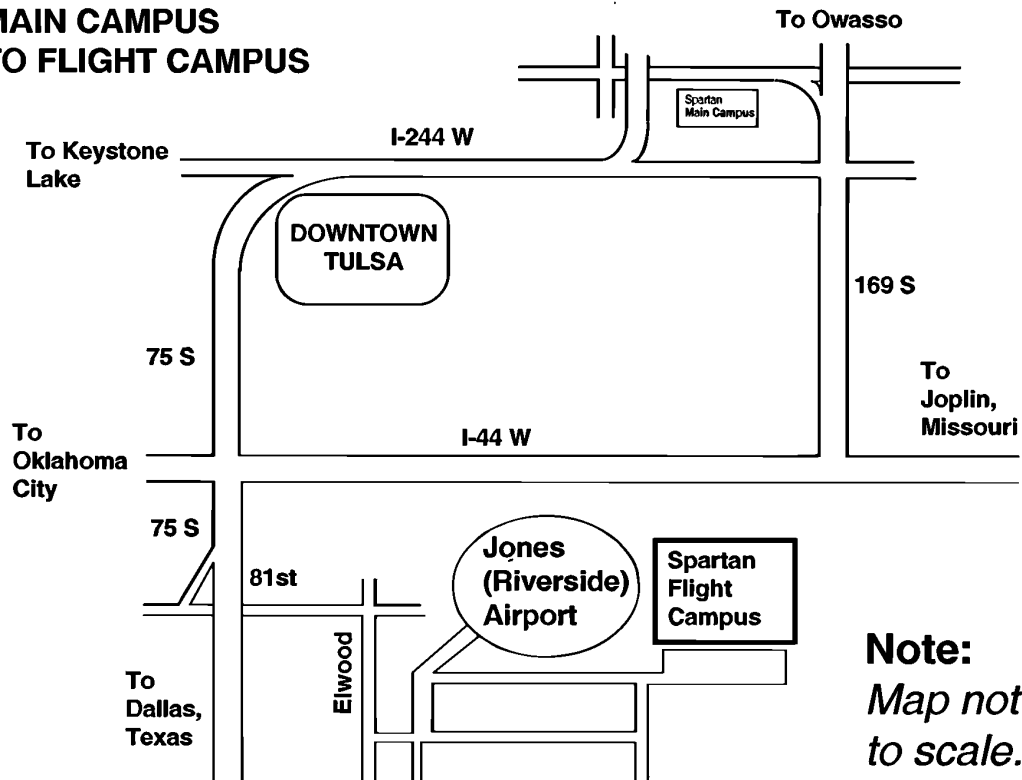 MAIN CAMPUS
TO FLIGHT CAMPUS
To Owasso
Spartan
Main Campus
I-244 W
To Keystone
Lake
DOWNTOWN
TULSA
169 S
75 S
To
Joplin,
Missouri
I-44 W
To
Oklahoma
City
75 S
81st
Jones
(Riverside)
Airport
Spartan
Flight
Campus
Elwood
To
Dallas,
Texas
Note:
Map not
to scale.